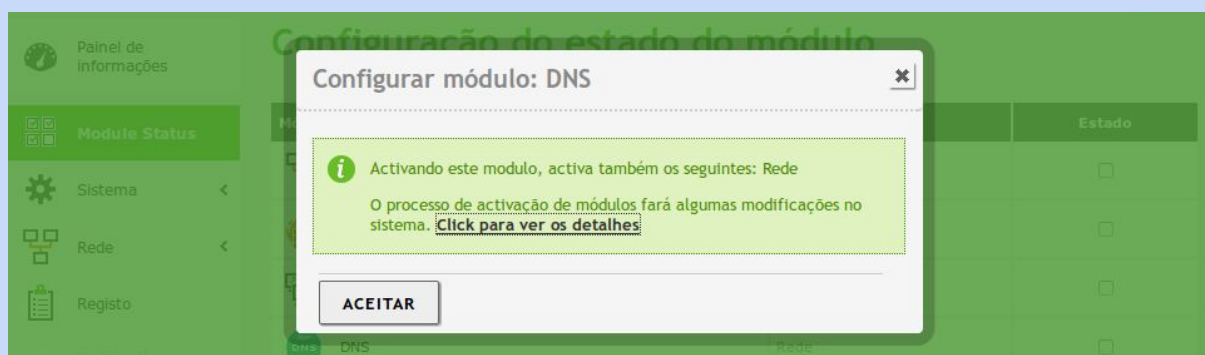 Painel de
informações
Configuração do estado do módulo
Configurar módulo: DNS
Module Status
Estado
Activando este modulo, activa também os seguintes: Rede
O processo de activação de módulos fará algumas modificações no
sistema. Click para ver os detalhes
Sistema
Rede
Registo
ACEITAR
DNS
DNS
Rede